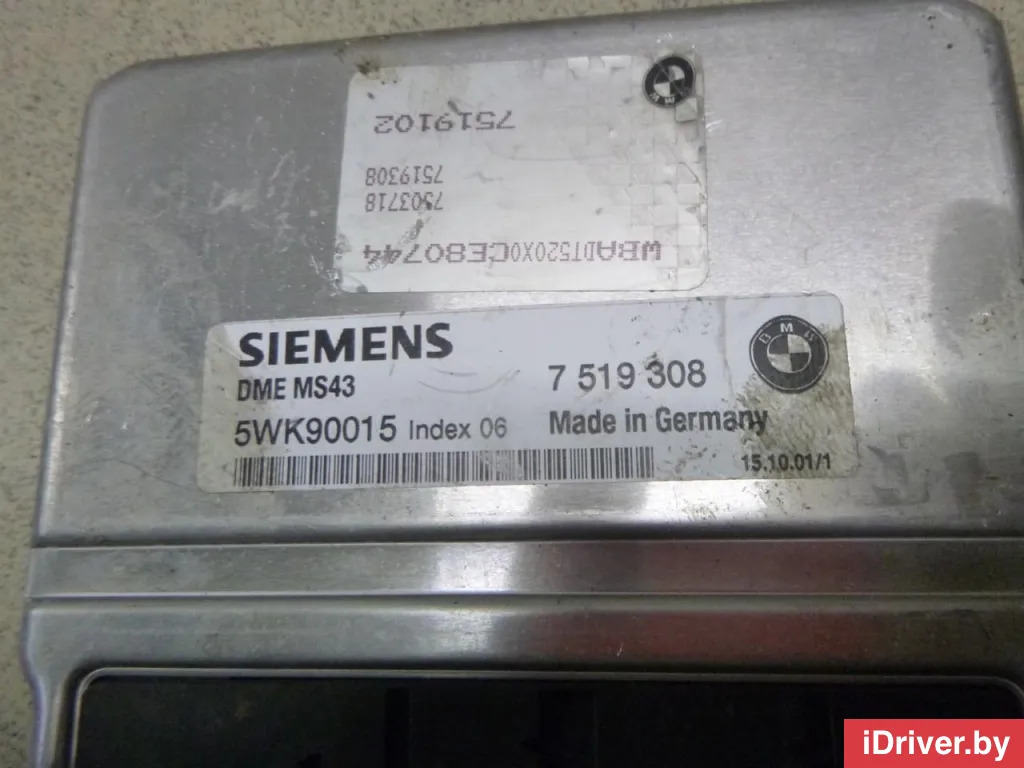 7519102
7519308
7503718
WBADT520X0CE80744
SIEMENS
DME MS43
7 519 308
5WK90015 Index 06
Made in Germany
15.10.01/1
BMW
iDriver.by